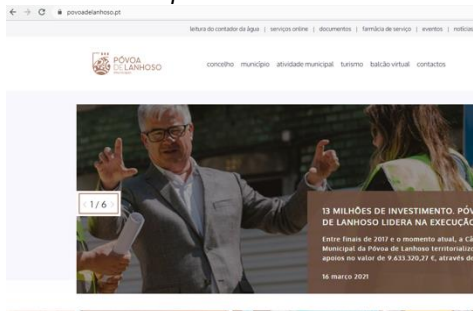 povoadelanhoso.pt
leitura do contador da água | serviços online | documentos | farmácia de serviço | eventos | notícias
PÓVOA
DE LANHOSO
concelho município atividade municipal turismo balcão virtual contactos
1 / 6
13 MILHÕES DE INVESTIMENTO. PÓV
DE LANHOSO LIDERA NA EXECUÇÃO
Entre finais de 2017 e o momento atual, a Câ
Municipal da Póvoa de Lanhoso territorializo
apoios no valor de 9.633.320,27 €, através de
16 março 2021